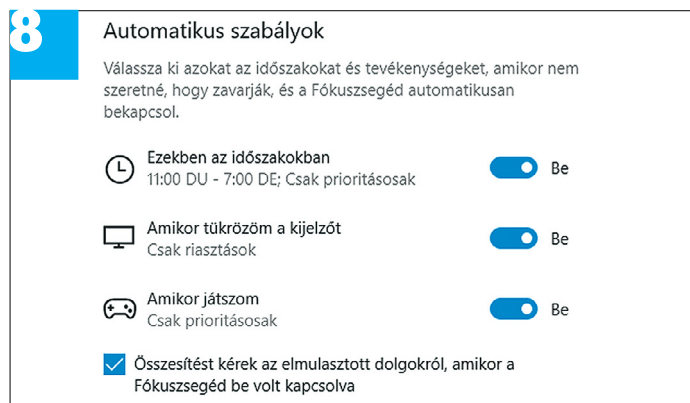 8
Automatikus szabályok
Válassza ki azokat az időszakokat és tevékenységeket, amikor nem
szeretné, hogy zavarják, és a Fókuszsegéd automatikusan
bekapcsol.
Ezekben az időszakokban
11:00 DU - 7:00 DE; Csak prioritásosak
Be
Amikor tükrözöm a kijelzőt
Csak riasztások
Be
Amikor játszom
Csak prioritásosak
Be
Összesítést kérek az elmulasztott dolgokról, amikor a
Fókuszsegéd be volt kapcsolva